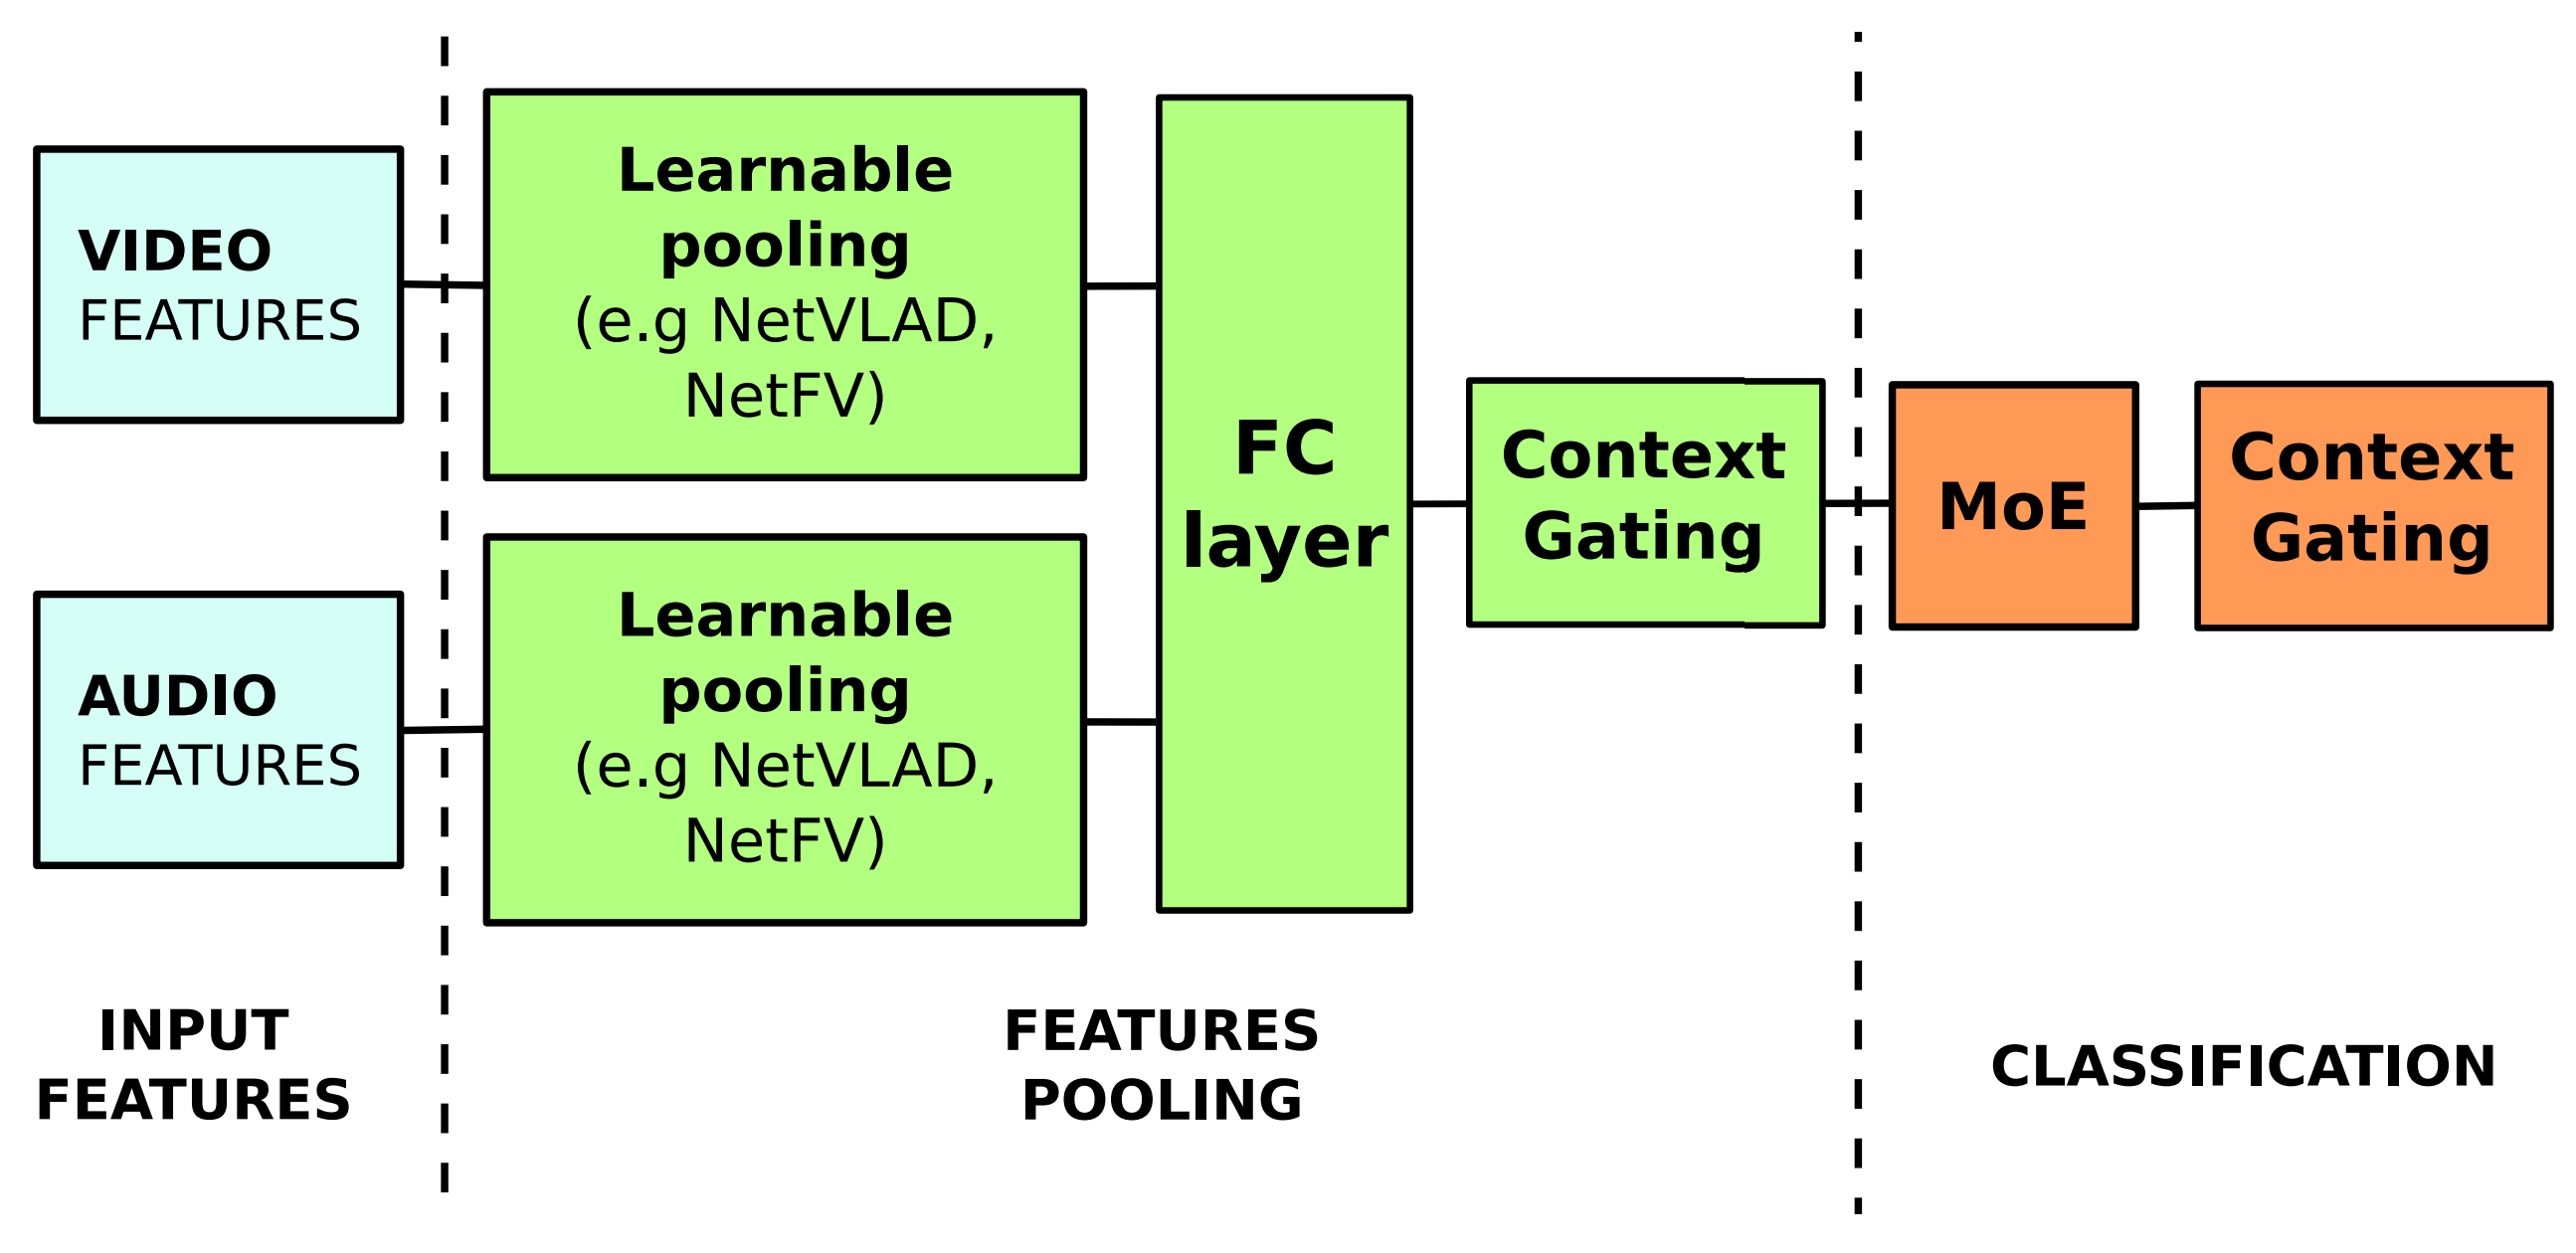 VIDEO
FEATURES
Learnable
pooling
(e.g NetVLAD,
NetFV)
AUDIO
FEATURES
Learnable
pooling
(e.g NetVLAD,
NetFV)
FC
layer
Context
Gating
MoE
Context
Gating
INPUT
FEATURES
FEATURES
POOLING
CLASSIFICATION